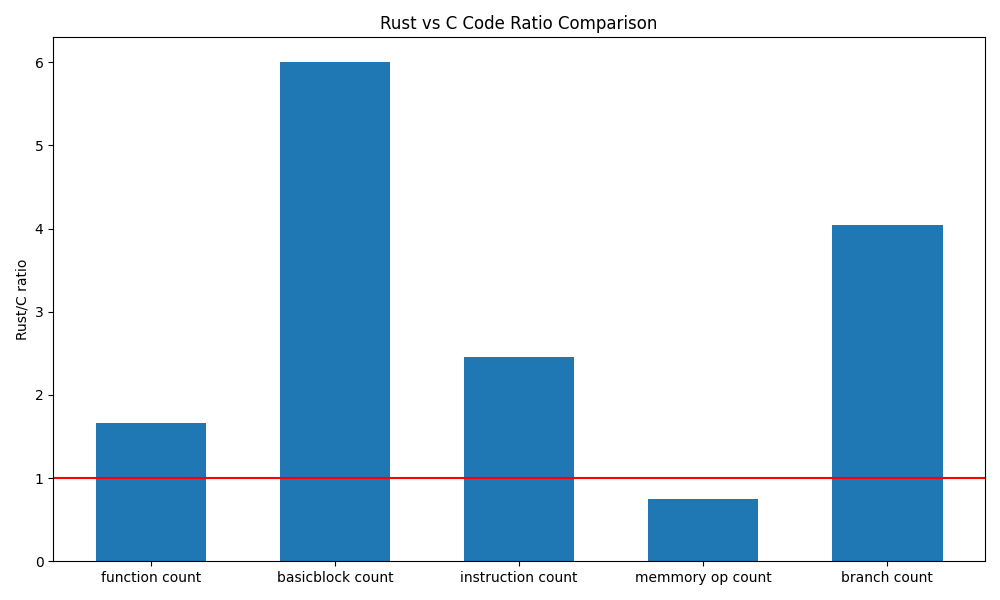 Rust vs C Code Ratio Comparison
Rust/C ratio
6
5
4
3
2
1
0
function count
basicblock count
instruction count
memmory op count
branch count